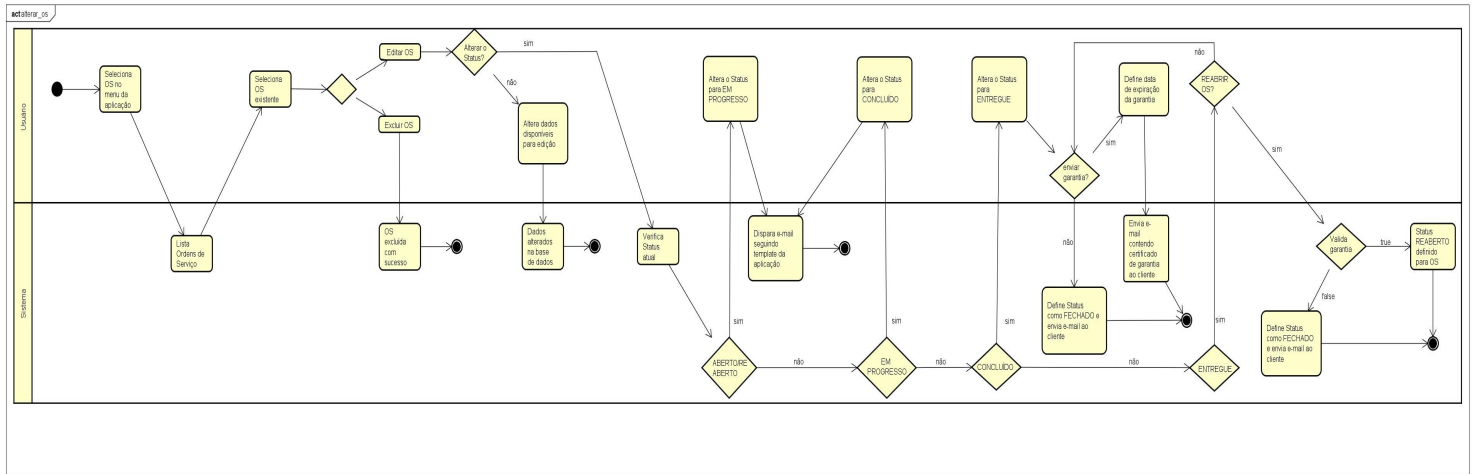 act alterar_os
Usuário
Seleciona
OS no
menu da
aplicação
Seleciona
OS
existente
Editar OS
Excluir OS
Alterar o
Status?
sim
não
Altera dados
disponíveis
para edição
Altera o Status
para EM
PROGRESSO
Altera o Status
para
CONCLUÍDO
Altera o Status
para
ENTREGUE
enviar
garantia?
sim
Define data
de expiração
da garantia
não
REABRIR
OS?
sim
Sistema
Lista
Ordens de
Serviço
OS
excluida
com
sucesso
Dados
alterados
na base
de dados
Verifica
Status
atual
Dispara e-mail
seguindo
template da
aplicação
não
Define Status
como FECHADO e
envia e-mail ao
cliente
Envia e-
mail
contendo
certificado
de garantia
ao cliente
Valida
garantia
true
Status
REABERTO
definido
para OS
false
Define Status
como FECHADO
e envia e-mail ao
cliente
sim
ABERTO/RE
ABERTO
não
sim
EM
PROGRESSO
não
sim
CONCLUÍDO
não
sim
ENTREGUE